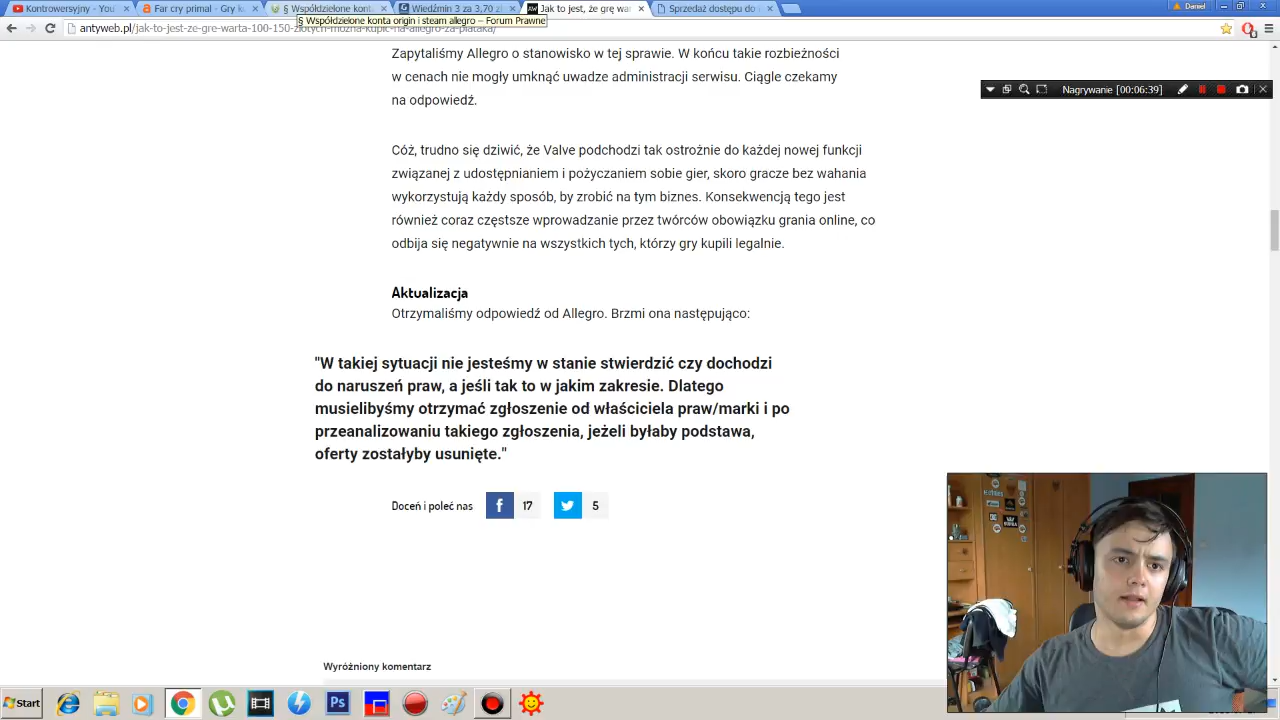 Kontrowersyjny - You
Far cry primal - Gry k
§ Współdzielone konta
Wiedźmin 3 za 3,70 zł
Jak to jest, że grę war
Sprzedaż dostępu do
Daniel
§ Współdzielone konta origin i steam allegro – Forum Prawne
antyweb.pl/jak-to-jest-ze-gre-warta-100-150-zlotych-mozna-kupic-za-piataka/
Zapytaliśmy Allegro o stanowisko w tej sprawie. W końcu takie rozbieżności
w cenach nie mogły umknąć uwadze administracji serwisu. Ciągle czekamy
na odpowiedź.
Nagrywanie [00:06:39]
Cóż, trudno się dziwić, że Valve podchodzi tak ostrożnie do każdej nowej funkcji
związanej z udostępnianiem i pożyczaniem sobie gier, skoro gracze bez wahania
wykorzystują każdy sposób, by zrobić na tym biznes. Konsekwencją tego jest
również coraz częstsze wprowadzanie przez twórców obowiązku grania online, co
odbija się negatywnie na wszystkich tych, którzy gry kupili legalnie.
Aktualizacja
Otrzymaliśmy odpowiedź od Allegro. Brzmi ona następująco:
"W takiej sytuacji nie jesteśmy w stanie stwierdzić czy dochodzi
do naruszeń praw, a jeśli tak to w jakim zakresie. Dlatego
musielibyśmy otrzymać zgłoszenie od właściciela praw/marki i po
przeanalizowaniu takiego zgłoszenia, jeżeli byłaby podstawa,
oferty zostałyby usunięte."
Doceń i poleć nas
17
5
Wyróżniony komentarz
Start
Ps